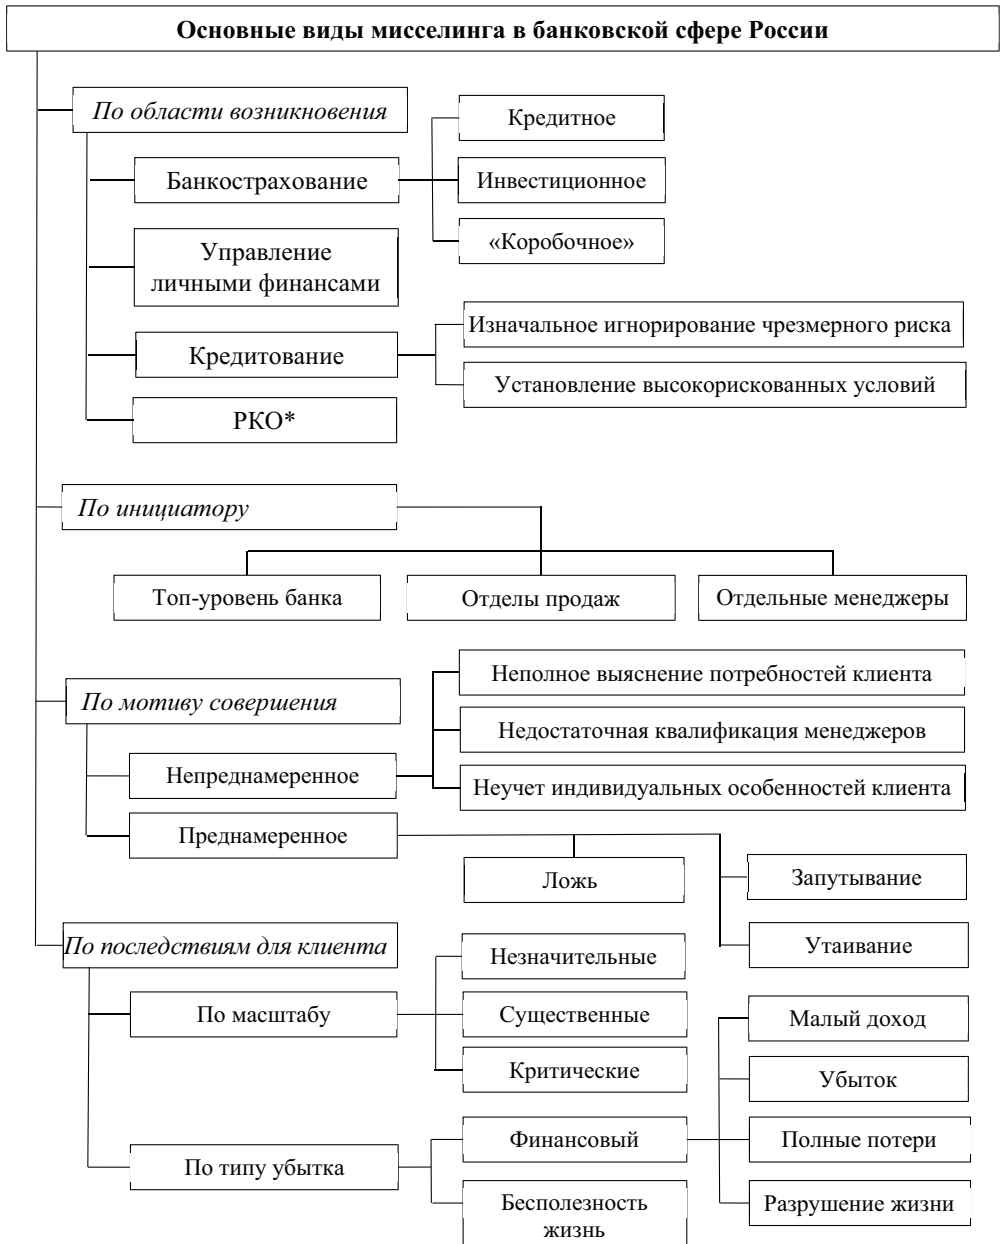 Основные виды мисселинга в банковской сфере России
По области возникновения
Банкострахование
Кредитное
Инвестиционное
«Коробочное»
Управление
личными финансами
Кредитование
Изначальное игнорирование чрезмерного риска
Установление высокорискованных условий
РКО*
По инициатору
Топ-уровень банка
Отделы продаж
Отдельные менеджеры
По мотиву совершения
Непреднамеренное
Неполное выяснение потребностей клиента
Недостаточная квалификация менеджеров
Неучет индивидуальных особенностей клиента
Преднамеренное
Ложь
Запутывание
Утаивание
По последствиям для клиента
По масштабу
Незначительные
Существенные
Критические
По типу убытка
Финансовый
Малый доход
Убыток
Полные потери
Разрушение жизни
Бесполезность
жизнь